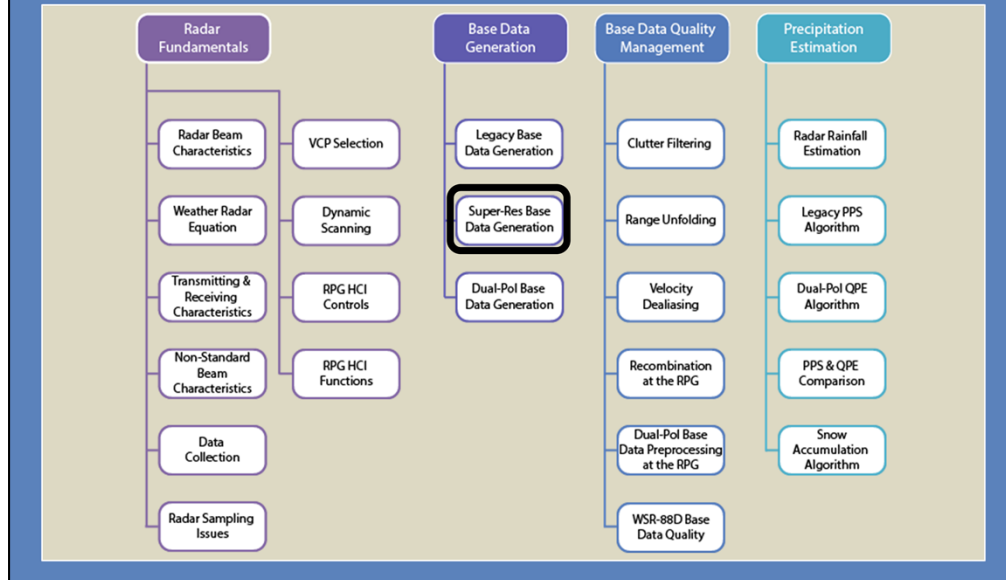 Radar
Fundamentals
Radar Beam
Characteristics
Weather Radar
Equation
Transmitting &
Receiving
Characteristics
Non-Standard
Beam
Characteristics
Data
Collection
Radar Sampling
Issues
VCP Selection
Dynamic
Scanning
RPG HCI
Controls
RPG HCI
Functions
Base Data
Generation
Legacy Base
Data Generation
Super-Res Base
Data Generation
Dual-Pol Base
Data Generation
Base Data Quality
Management
Clutter Filtering
Range Unfolding
Velocity
Dealiasing
Recombination
at the RPG
Dual-Pol Base
Data Preprocessing
at the RPG
WSR-88D Base
Data Quality
Precipitation
Estimation
Radar Rainfall
Estimation
Legacy PPS
Algorithm
Dual-Pol QPE
Algorithm
PPS & QPE
Comparison
Snow
Accumulation
Algorithm